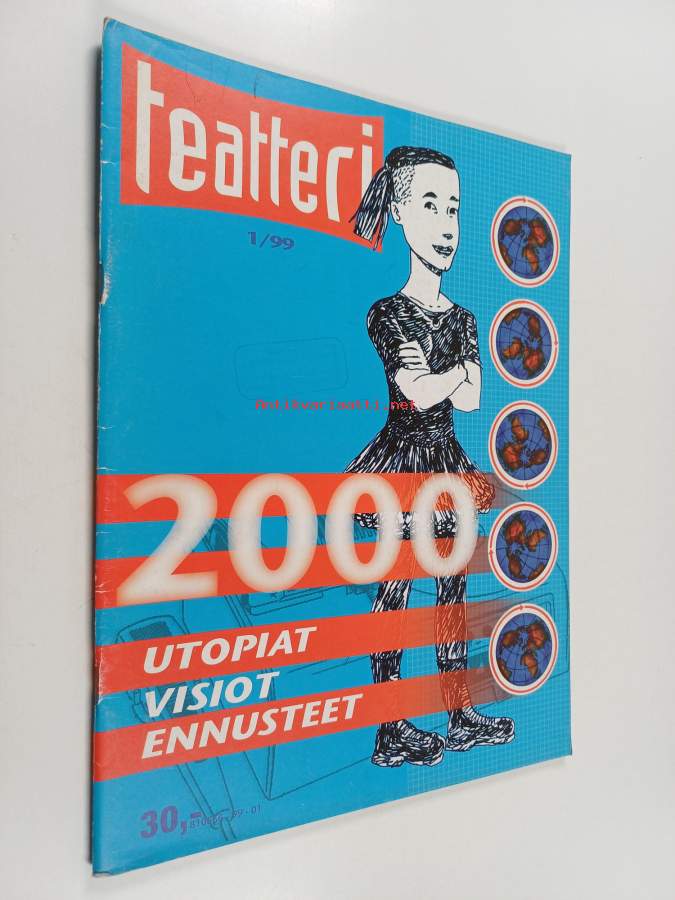 teatteri
1/99
Antikvariaatti.net
2000
UTOPIAT
VISIOT
ENNUSTEET
30,-